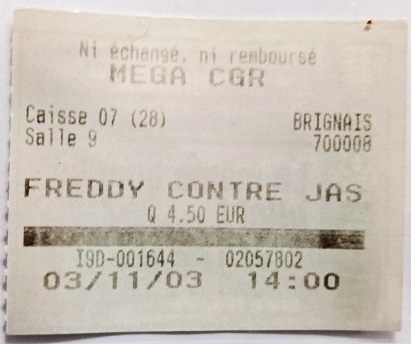 Ni échangé, ni remboursé
MEGA CGR
Caisse 07 (28) BRIGNAIS
Salle 9 700008
FREDDY CONTRE JAS
Q 4.50 EUR
I9D-001644 - 02057802
03/11/03 14:00